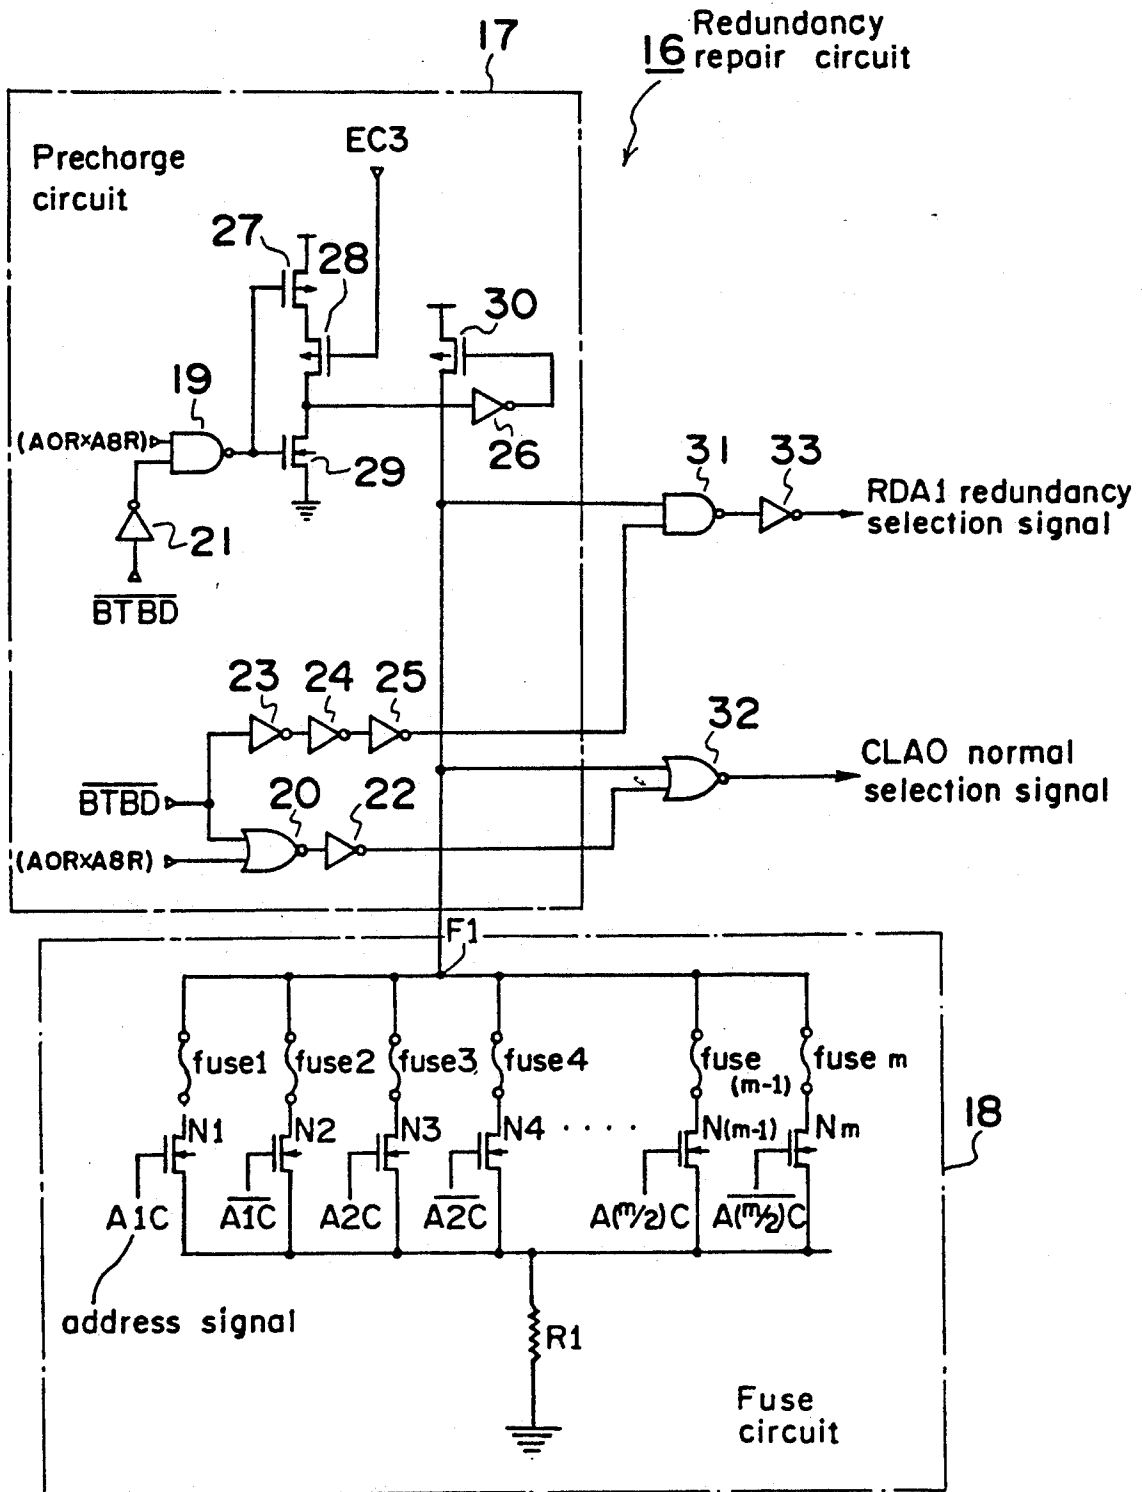 Redundancy
16 repair circuit
17
Precharge
circuit
EC3
27
28
30
19
(AOR×A8R)
26
29
21
BTBD
31
33
RDA1 redundancy
selection signal
23
24
25
32
BTBD
20
22
CLAO normal
selection signal
(AOR×A8R)
F1
fuse1
fuse2
fuse3
fuse4
fuse
(m-1)
fuse m
N1
N2
N3
N4
. . . .
N(m-1)
Nm
18
A1C
A1C
A2C
A2C
A(m/2)C
A(m/2)C
address signal
R1
Fuse
circuit